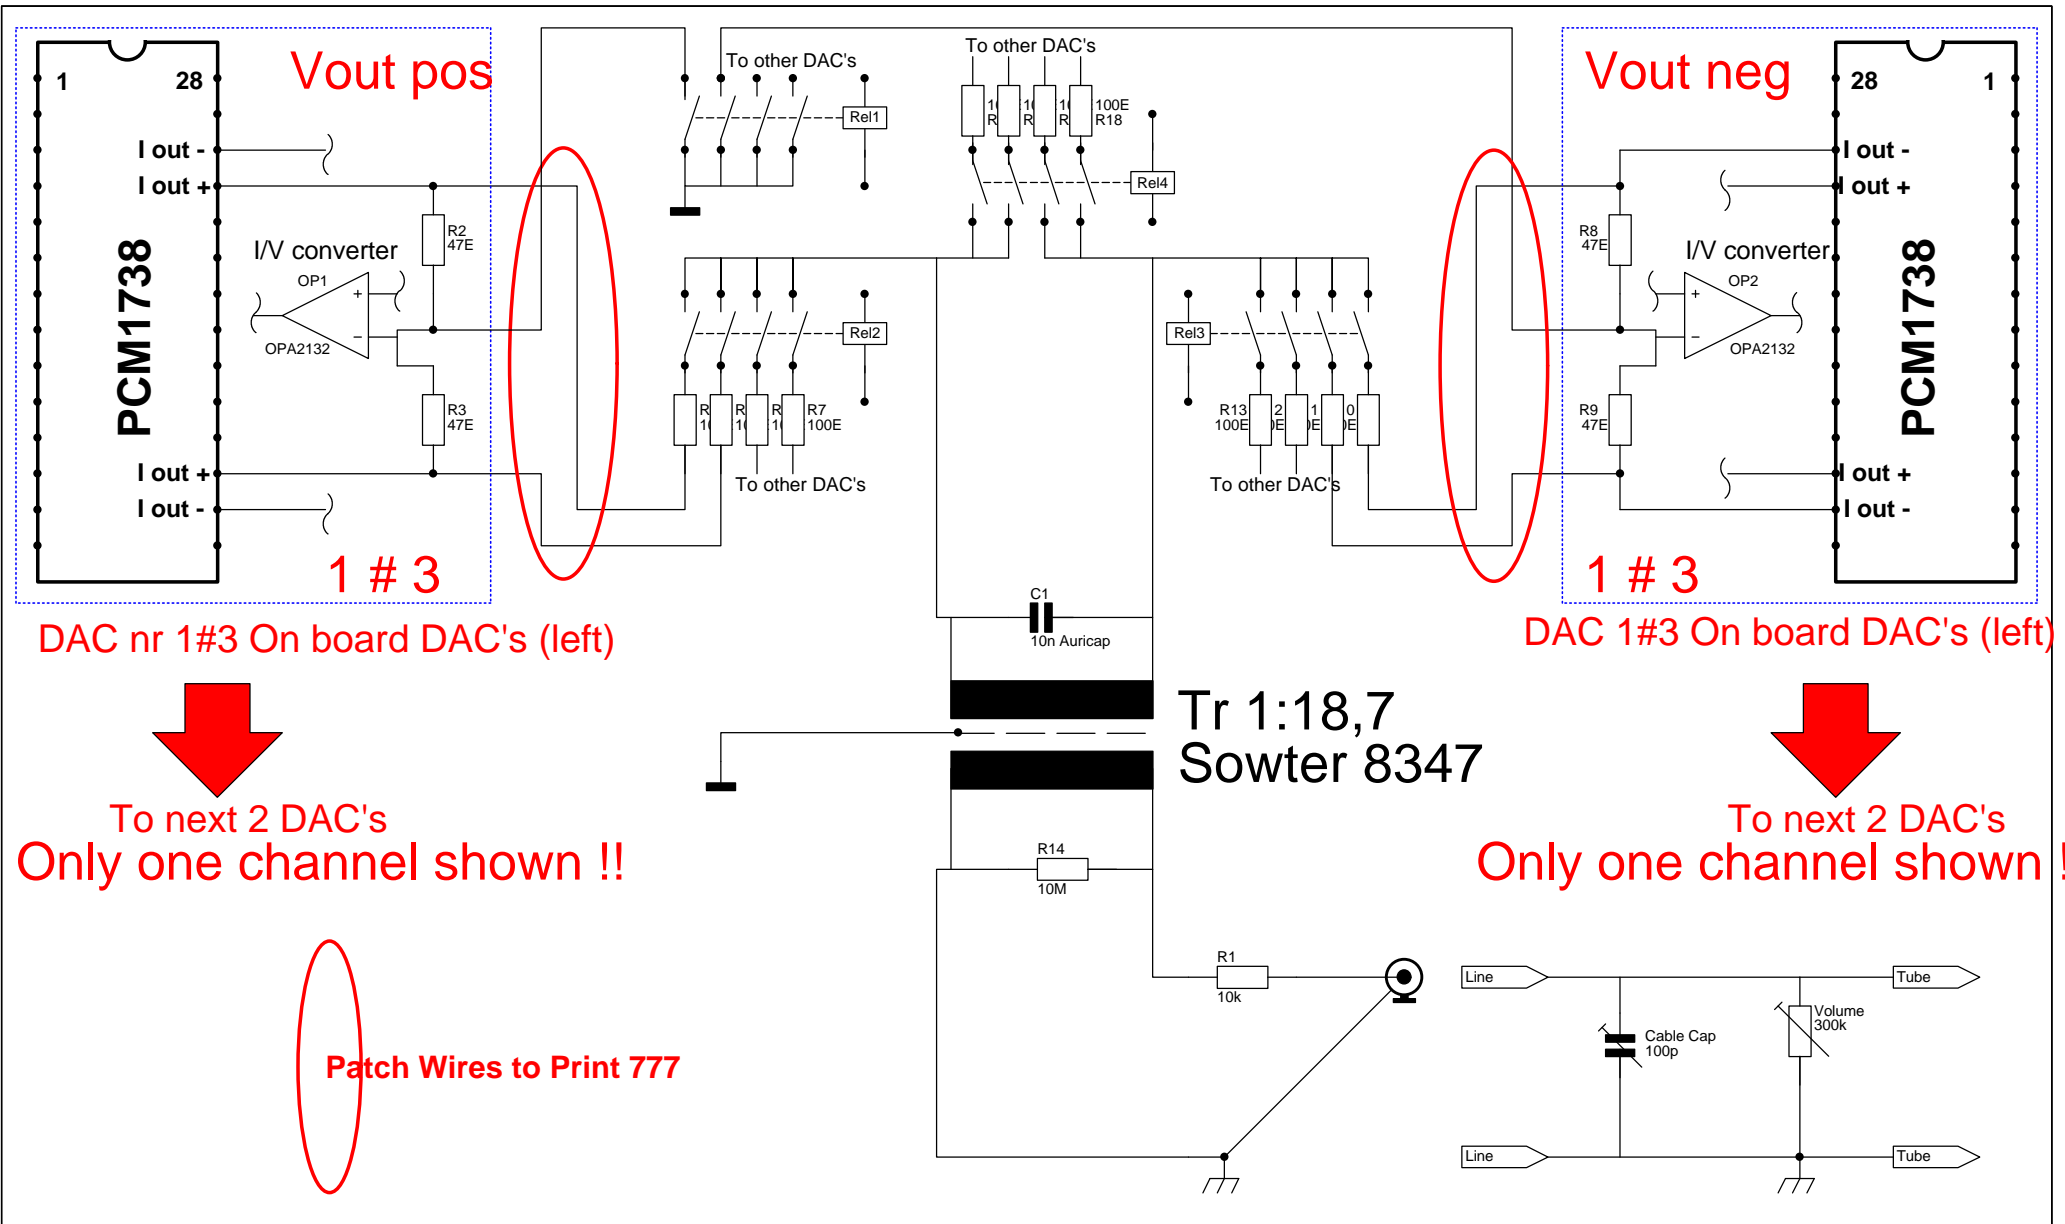 1
28
Vout pos
I out -
I out +
I/V converter
OP1
+
−
OPA2132
R2
47E
R3
47E
PCM1738
I out +
I out -
1 # 3
DAC nr 1#3 On board DAC's (left)
To next 2 DAC's
Only one channel shown !!
Patch Wires to Print 777
To other DAC's
Rel1
To other DAC's
100E
R18
Rel4
Rel2
R7
100E
To other DAC's
Rel3
R13
100E
To other DAC's
C1
10n Auricap
Tr 1:18,7
Sowter 8347
R14
10M
R1
10k
Vout neg
28
1
I out -
I out +
R8
47E
I/V converter
OP2
+
−
OPA2132
R9
47E
PCM1738
I out +
I out -
1 # 3
DAC 1#3 On board DAC's (left)
To next 2 DAC's
Only one channel shown !
Line
Tube
Cable Cap
100p
Volume
300k
Line
Tube